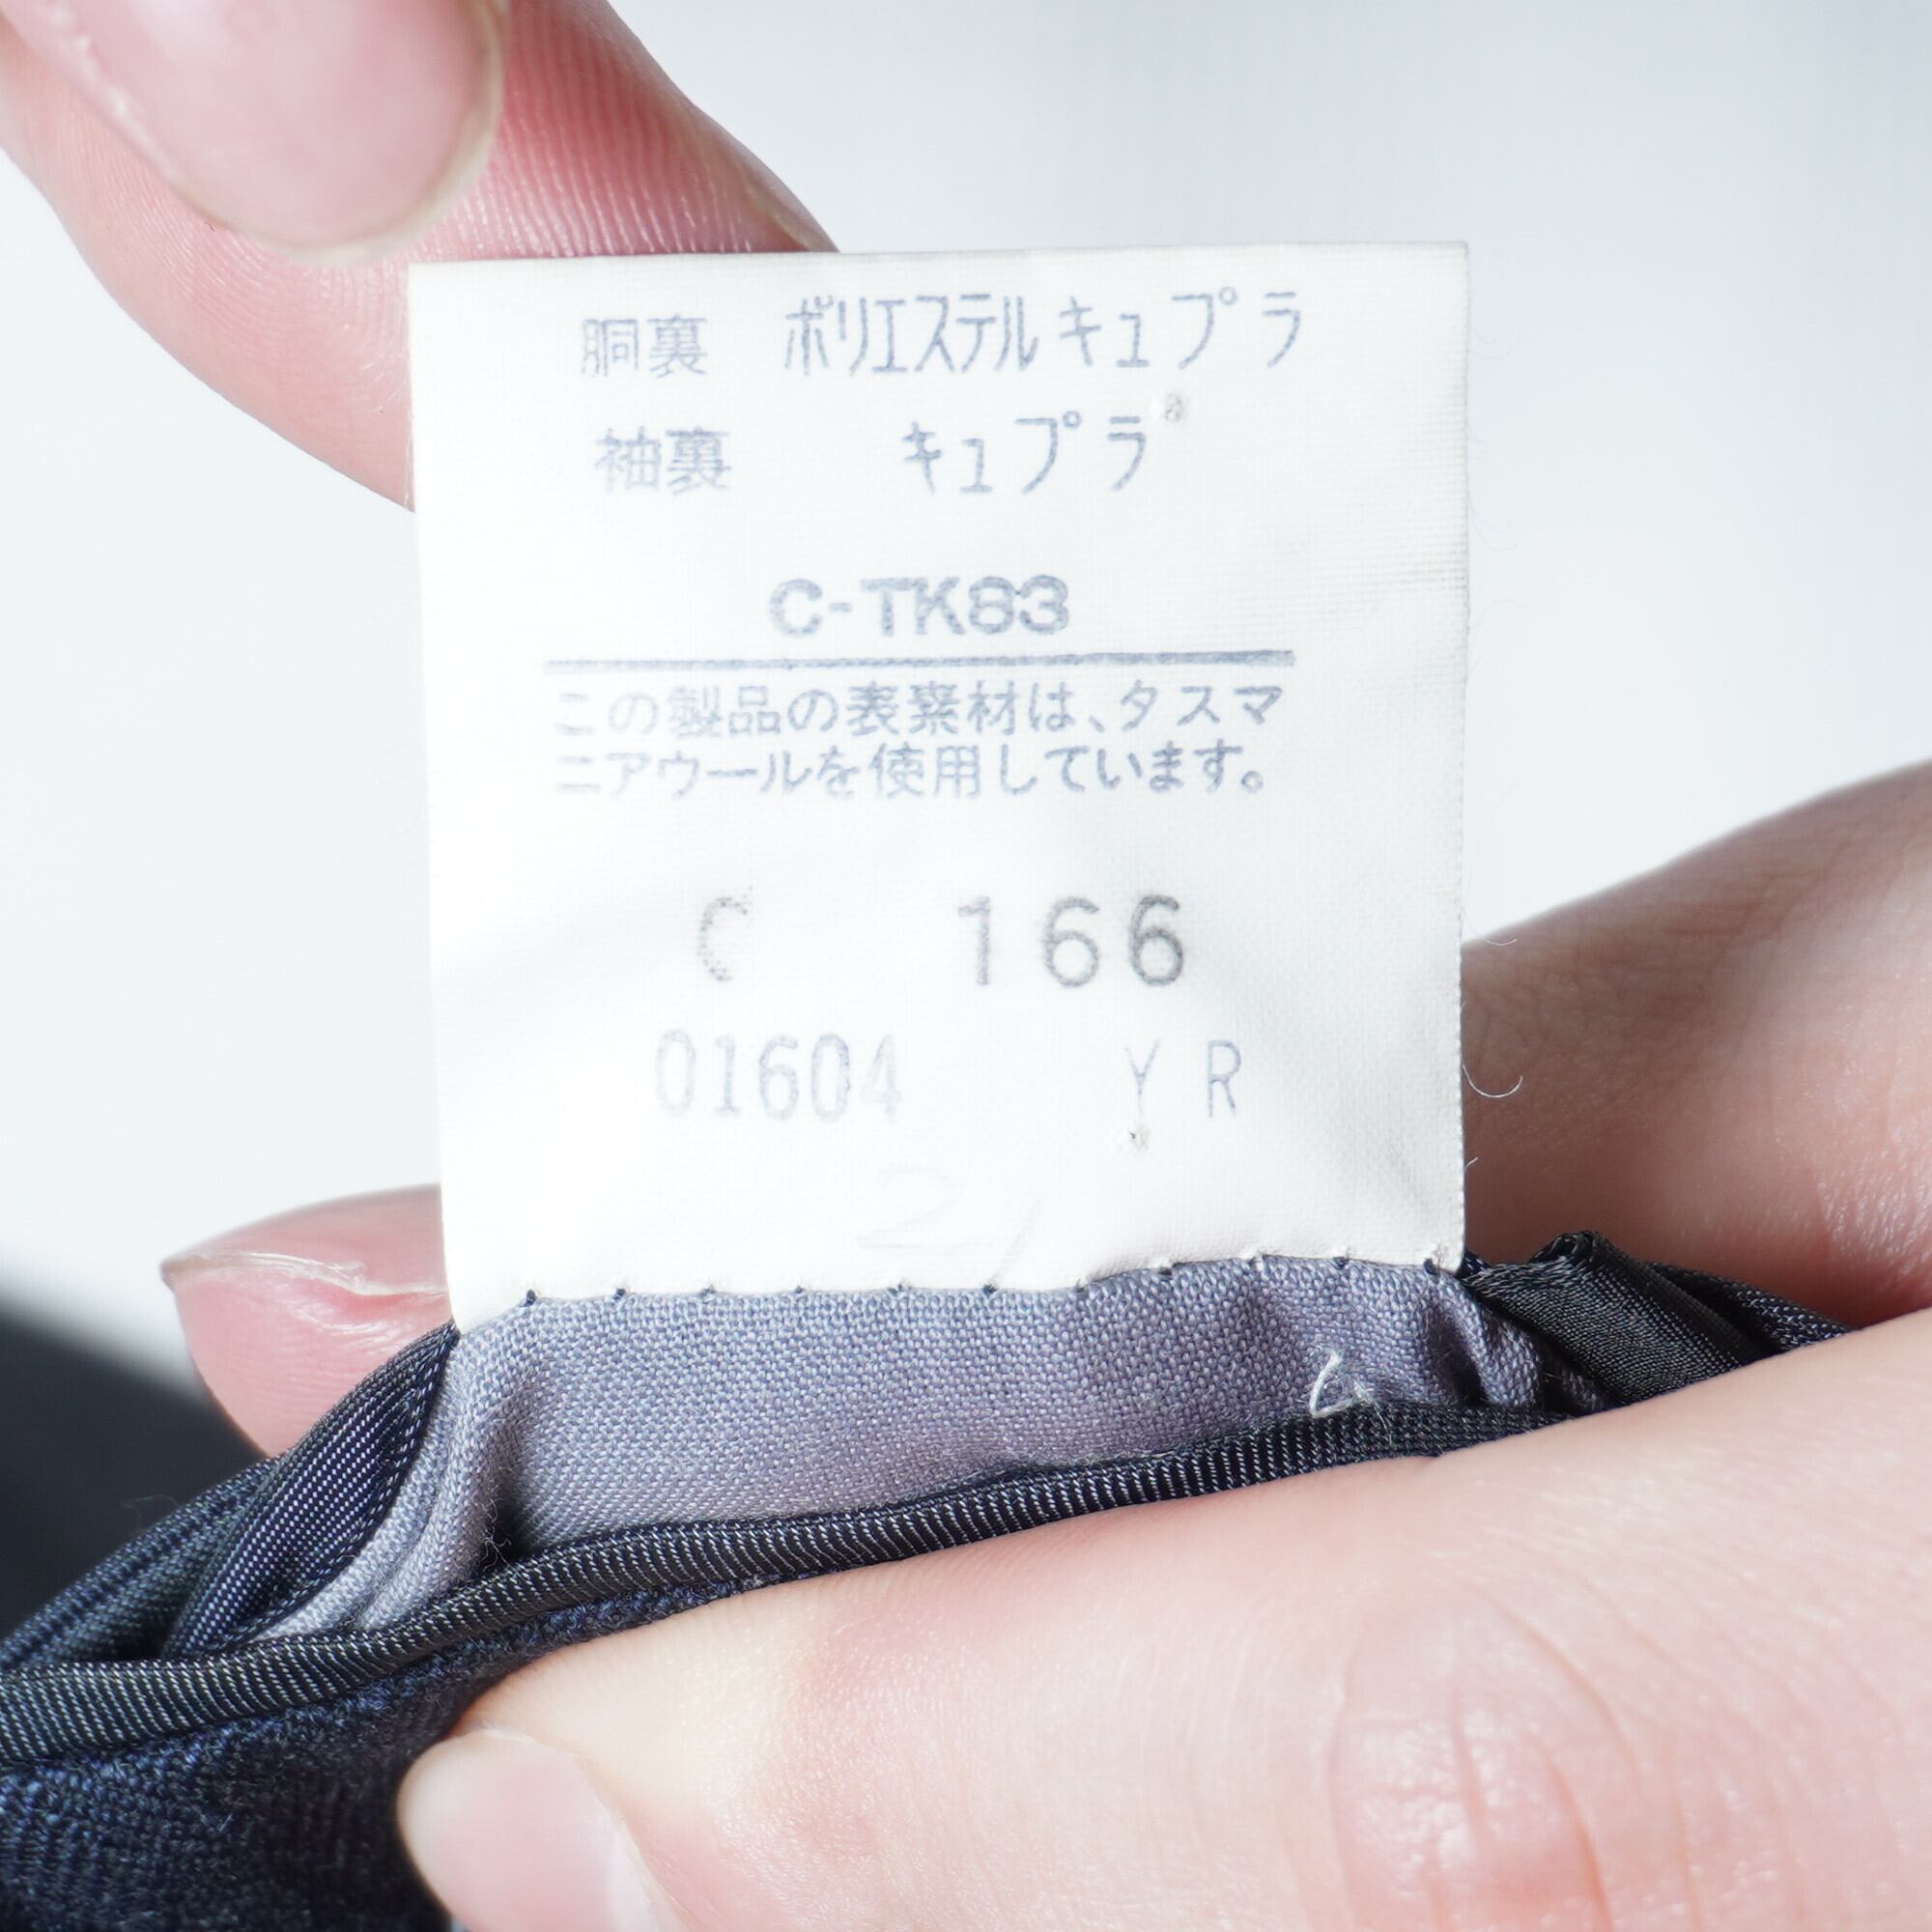 胴裏 ポリエステルキュプラ
袖裏 キュプラ
C-TK83
この製品の表素材は、タスマ
ニアウールを使用しています。
C 166
01604 YR
21